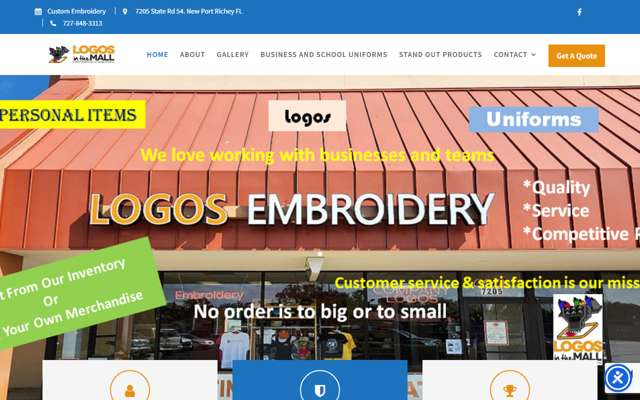 Custom Embroidery
7205 State Rd 54. New Port Richey FL
727-848-3313
LOGOS
in the MALL
HOME
ABOUT
GALLERY
BUSINESS AND SCHOOL UNIFORMS
STAND OUT PRODUCTS
CONTACT
Get A Quote
PERSONAL ITEMS
Logos
Uniforms
We love working with businesses and teams
LOGOS EMBROIDERY
*Quality
*Service
*Competitive
t From Our Inventory
Or
Your Own Merchandise
Customer service & satisfaction is our miss
Embroidery
COMPANY
LOGOS
7205
No order is to big or to small
LOGOS
in the MALL